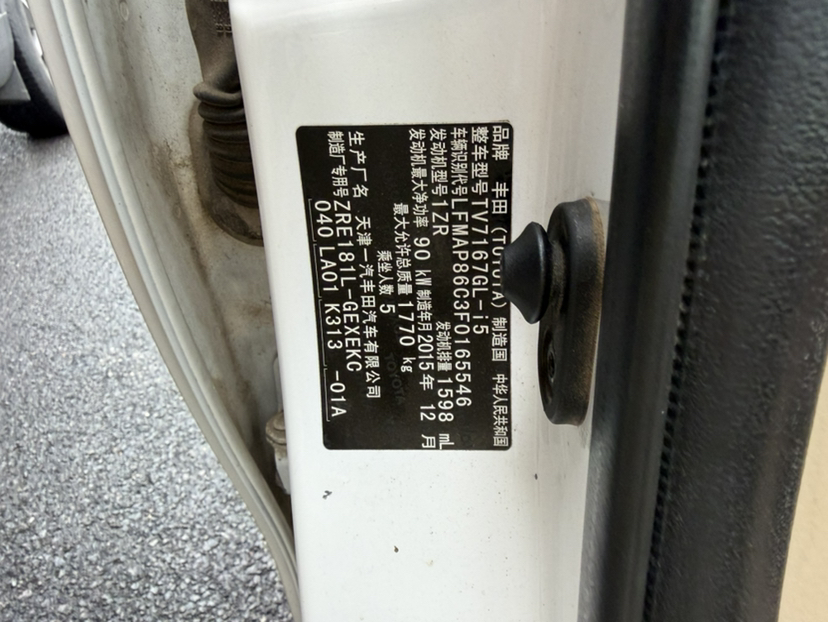 品牌 丰田 (TOYOTA) 制造国 中华人民共和国
整车型号 TV7167GL-i5
车辆识别代号 LFMAP86C3F0165546
发动机型号 1ZR 发动机排量 1598 mL
发动机最大净功率 90 kW 制造年月 2015年 12月
最大允许总质量 1770 kg
乘坐人数 5
生产厂名 天津一汽丰田汽车有限公司
制造厂专用号 ZRE181L-GEXEKC
040 LA01 K313 -01A
TOYOTA